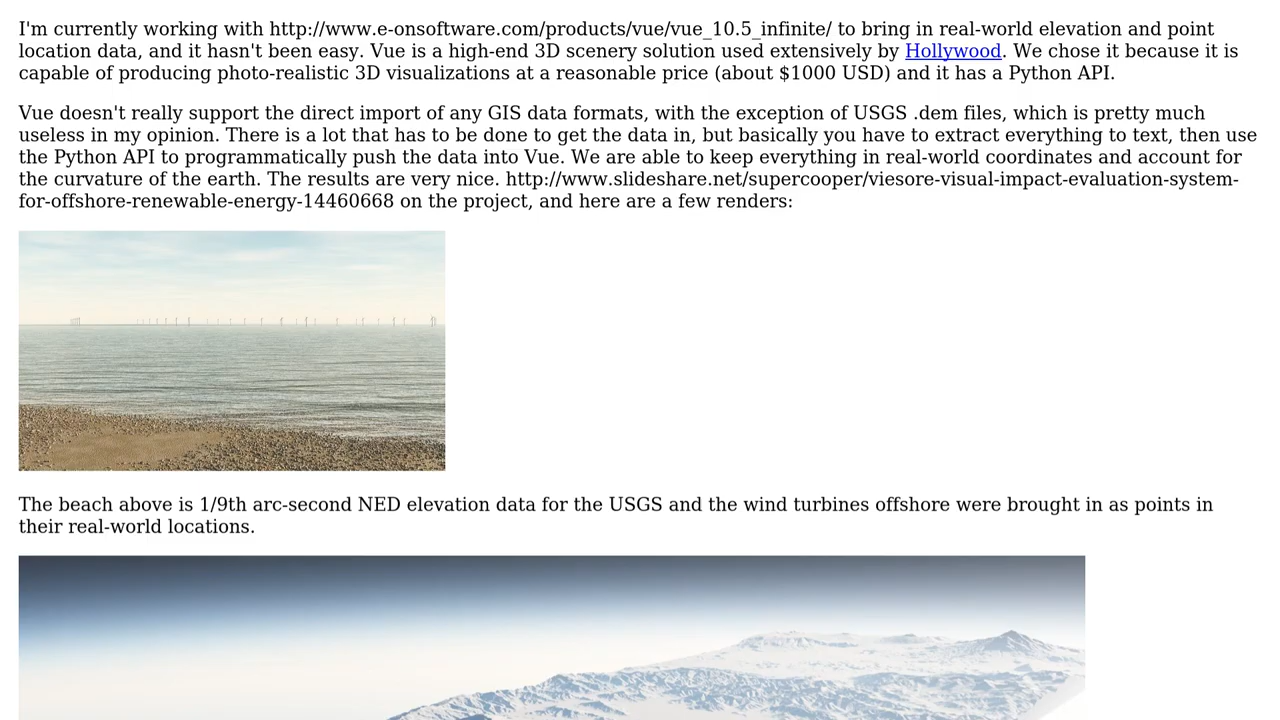 I'm currently working with http://www.e-onsoftware.com/products/vue/vue_10.5_infinite/ to bring in real-world elevation and point
location data, and it hasn't been easy. Vue is a high-end 3D scenery solution used extensively by Hollywood. We chose it because it is
capable of producing photo-realistic 3D visualizations at a reasonable price (about $1000 USD) and it has a Python API.
Vue doesn't really support the direct import of any GIS data formats, with the exception of USGS .dem files, which is pretty much
useless in my opinion. There is a lot that has to be done to get the data in, but basically you have to extract everything to text, then use
the Python API to programmatically push the data into Vue. We are able to keep everything in real-world coordinates and account for
the curvature of the earth. The results are very nice. http://www.slideshare.net/supercooper/viesore-visual-impact-evaluation-system-
for-offshore-renewable-energy-14460668 on the project, and here are a few renders:
The beach above is 1/9th arc-second NED elevation data for the USGS and the wind turbines offshore were brought in as points in
their real-world locations.